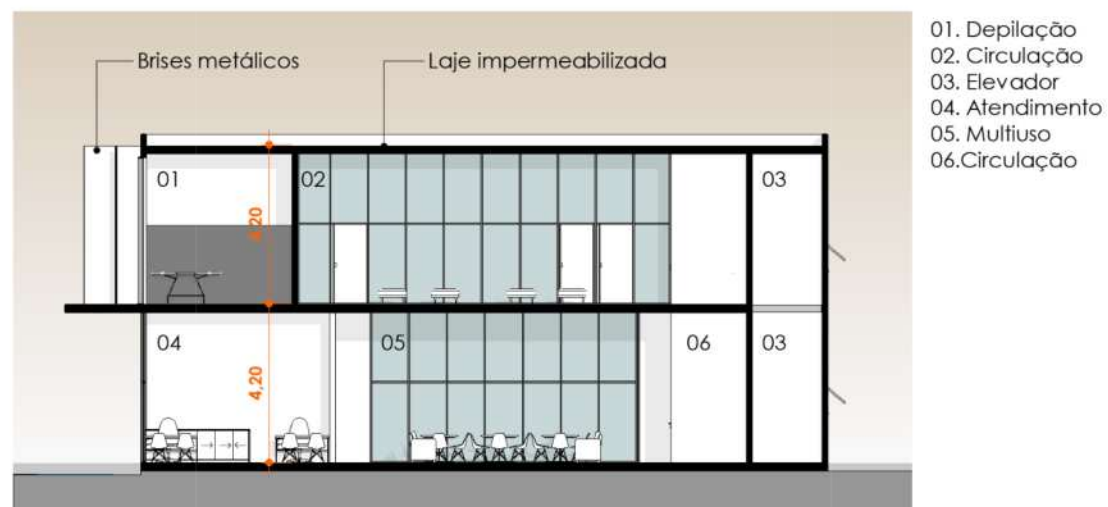 Brises metálicos
Laje impermeabilizada
01
02
03
4,20
04
05
06
03
4,20
01. Depilação
02. Circulação
03. Elevador
04. Atendimento
05. Multiuso
06.Circulação